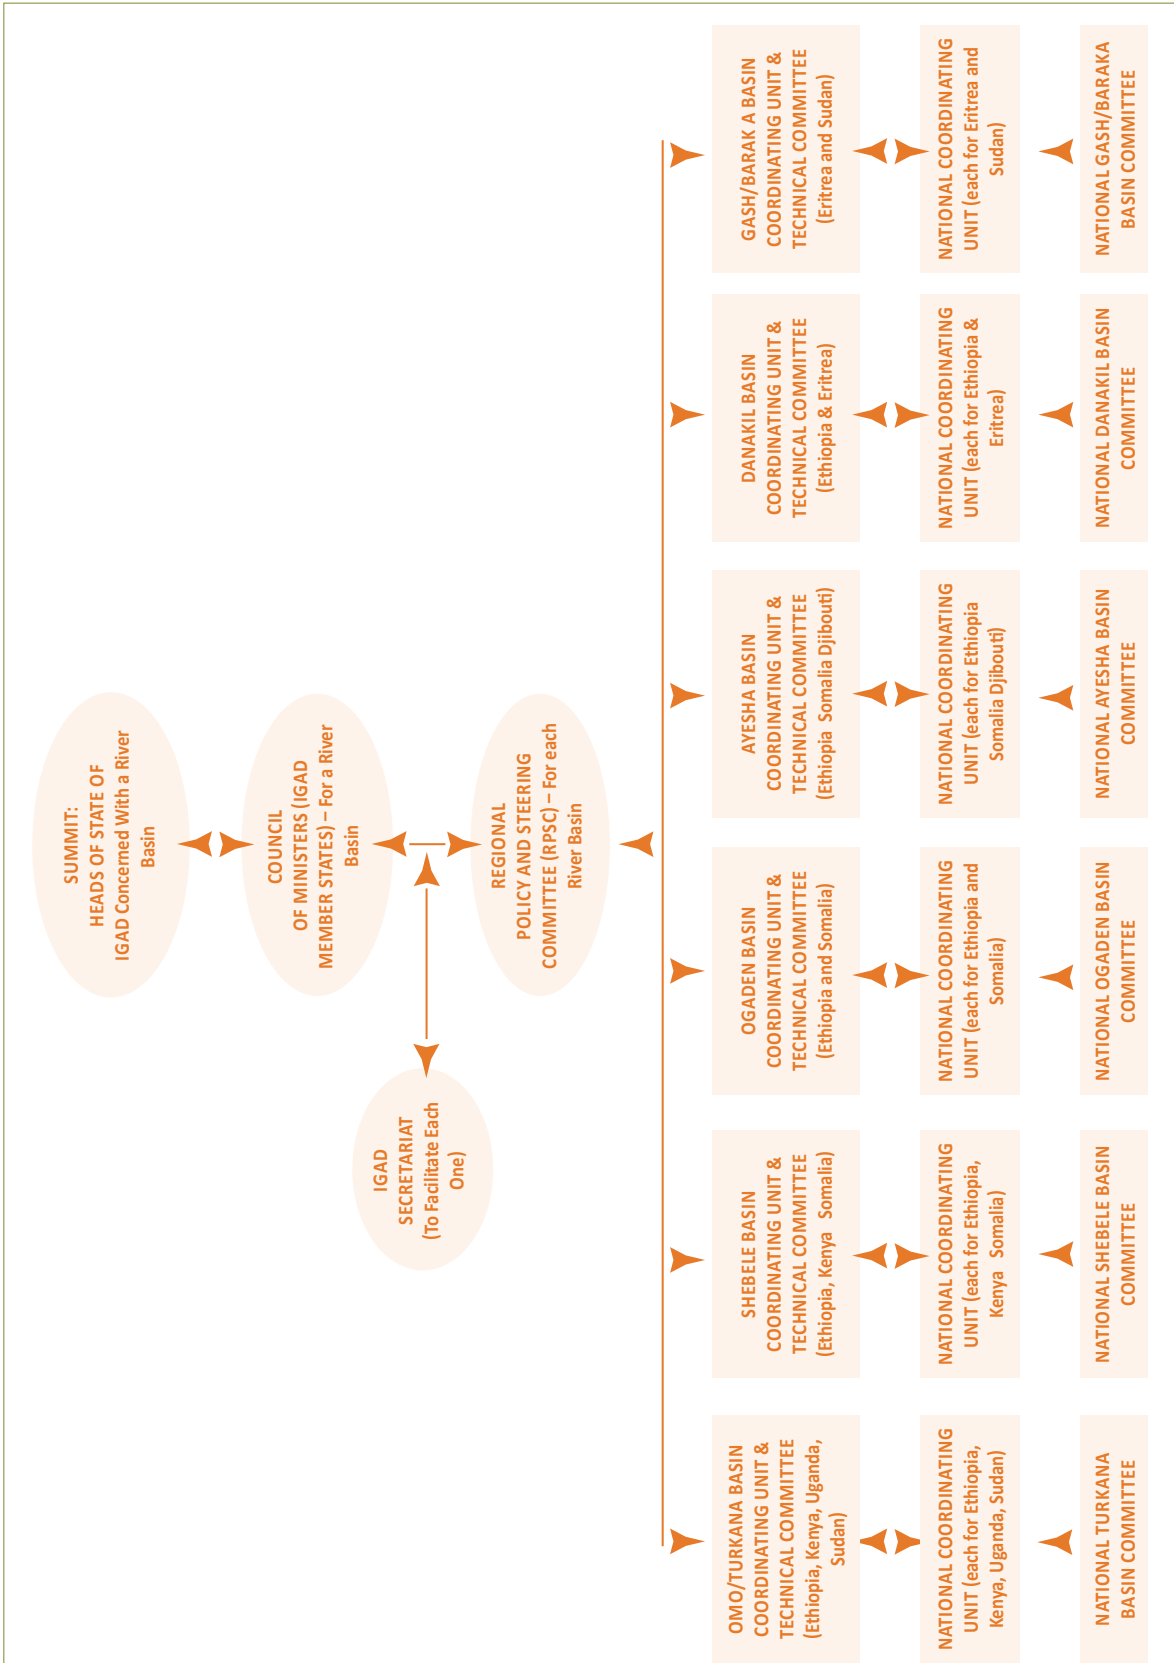 SUMMIT:
HEADS OF STATE OF
IGAD Concerned With a River
Basin
COUNCIL
OF MINISTERS (IGAD
MEMBER STATES) – For a River
Basin
IGAD
SECRETARIAT
(To Facilitate Each
One)
REGIONAL
POLICY AND STEERING
COMMITTEE (RPSC) – For each
River Basin
OMO/TURKANA BASIN
COORDINATING UNIT &
TECHNICAL COMMITTEE
(Ethiopia, Kenya, Uganda,
Sudan)
SHEBELE BASIN
COORDINATING UNIT &
TECHNICAL COMMITTEE
(Ethiopia, Kenya Somalia)
OGADEN BASIN
COORDINATING UNIT &
TECHNICAL COMMITTEE
(Ethiopia and Somalia)
AYESHA BASIN
COORDINATING UNIT &
TECHNICAL COMMITTEE
(Ethiopia Somalia Djibouti)
DANAKIL BASIN
COORDINATING UNIT &
TECHNICAL COMMITTEE
(Ethiopia & Eritrea)
GASH/BARAK A BASIN
COORDINATING UNIT &
TECHNICAL COMMITTEE
(Eritrea and Sudan)
NATIONAL COORDINATING
UNIT (each for Ethiopia,
Kenya, Uganda, Sudan)
NATIONAL COORDINATING
UNIT (each for Ethiopia,
Kenya Somalia)
NATIONAL COORDINATING
UNIT (each for Ethiopia and
Somalia)
NATIONAL COORDINATING
UNIT (each for Ethiopia
Somalia Djibouti)
NATIONAL COORDINATING
UNIT (each for Ethiopia &
Eritrea)
NATIONAL COORDINATING
UNIT (each for Eritrea and
Sudan)
NATIONAL TURKANA
BASIN COMMITTEE
NATIONAL SHEBELE BASIN
COMMITTEE
NATIONAL OGADEN BASIN
COMMITTEE
NATIONAL AYESHA BASIN
COMMITTEE
NATIONAL DANAKIL BASIN
COMMITTEE
NATIONAL GASH/BARAKA
BASIN COMMITTEE